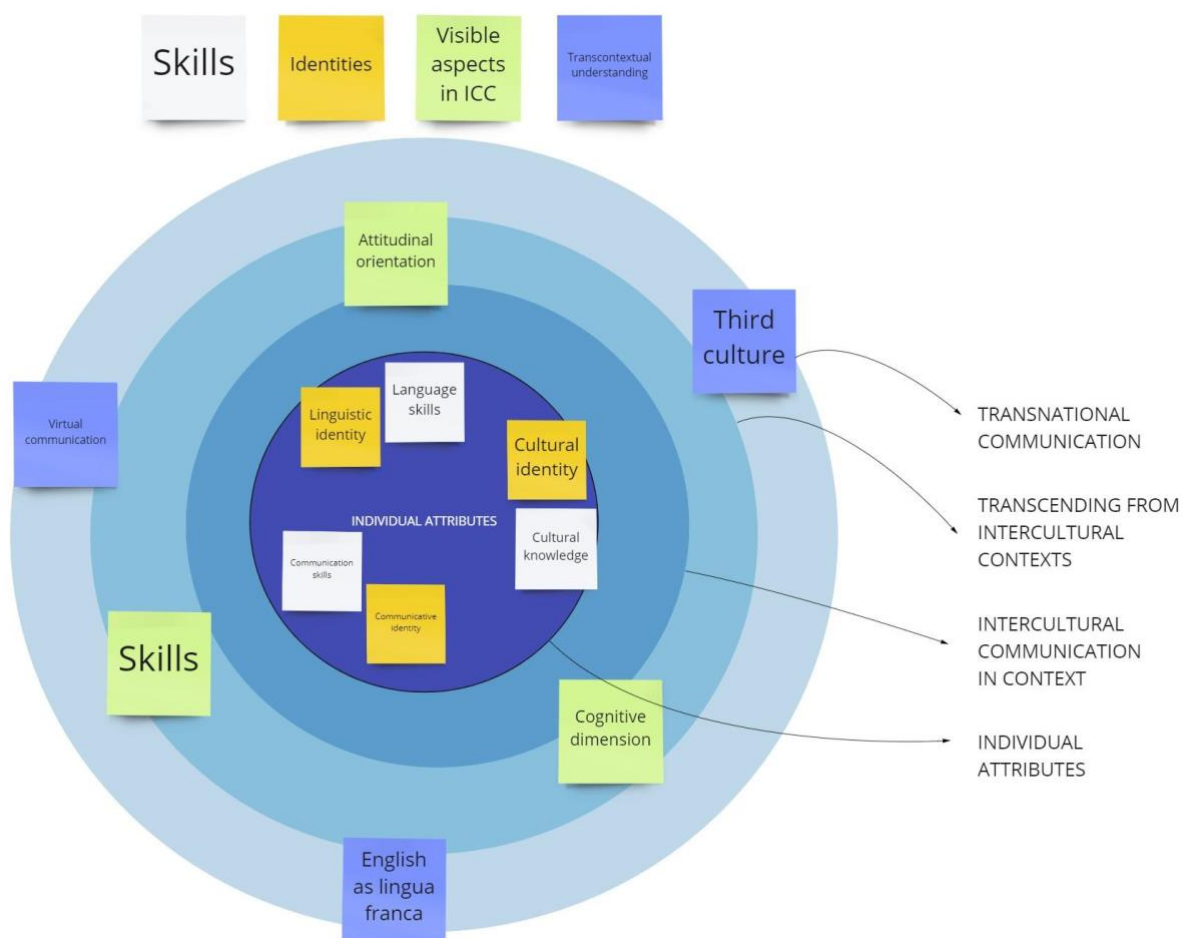 Skills
Identities
Visible
aspects
in ICC
Transcontextual
understanding
Attitudinal
orientation
Third
culture
Language
skills
Linguistic
identity
Cultural
identity
Virtual
communication
TRANSNATIONAL
COMMUNICATION
TRANSCENDING FROM
INTERCULTURAL
CONTEXTS
INDIVIDUAL ATTRIBUTES
Cultural
knowledge
Communication
skills
Communicative
identity
Skills
INTERCULTURAL
COMMUNICATION
IN CONTEXT
Cognitive
dimension
INDIVIDUAL
ATTRIBUTES
English
as lingua
franca